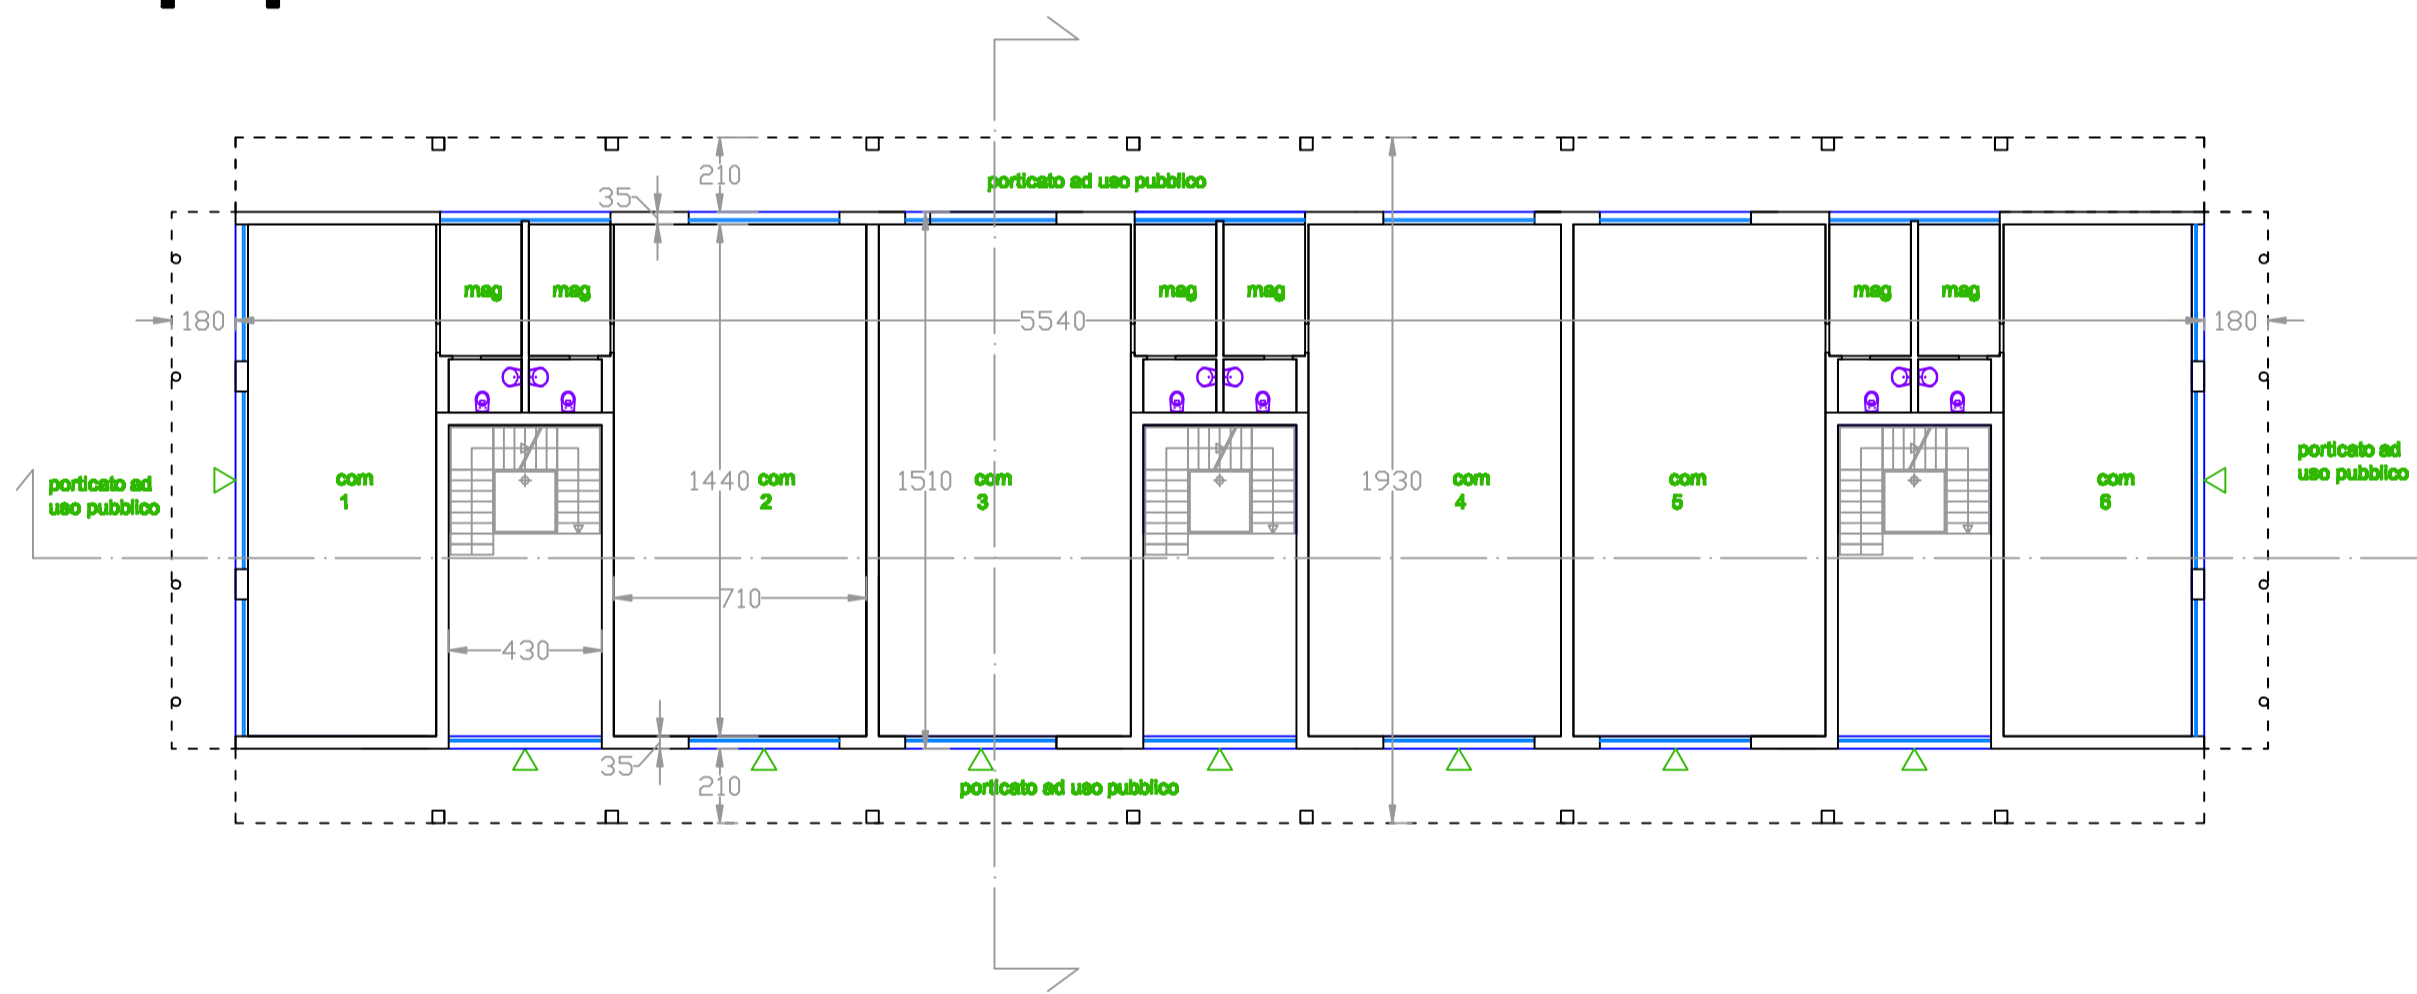 210
35
porticato ad uso pubblico
mag
mag
mag
mag
mag
mag
180
5540
180
porticato ad
uso pubblico
com
1
1440
com
2
1510
com
3
1930
com
4
com
5
com
6
porticato ad
uso pubblico
710
430
35
210
porticato ad uso pubblico